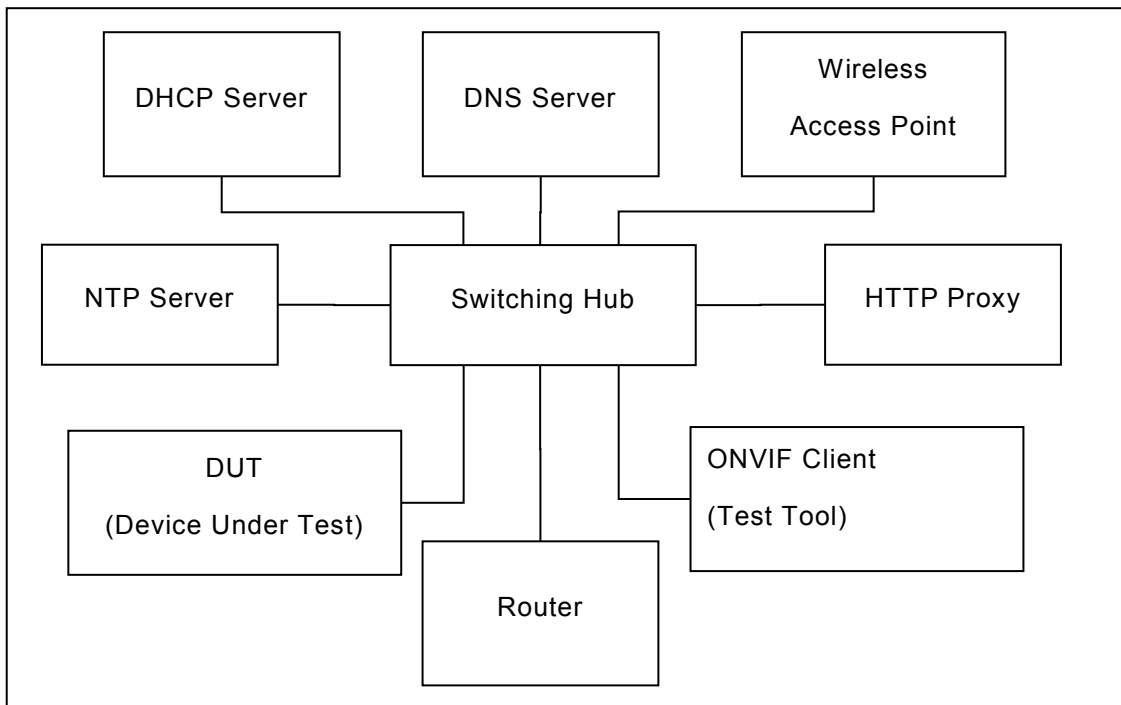 DHCP Server
DNS Server
Wireless
Access Point
NTP Server
Switching Hub
HTTP Proxy
DUT
(Device Under Test)
ONVIF Client
(Test Tool)
Router